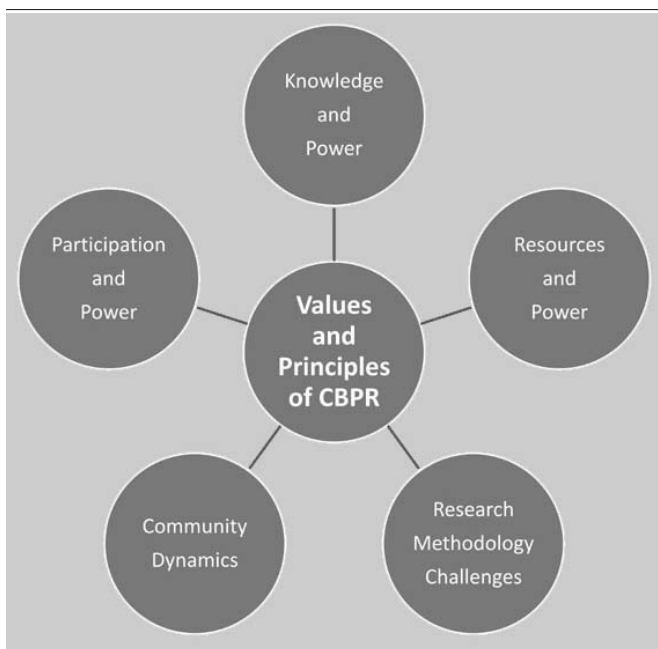 Knowledge
and
Power
Participation
and
Power
Resources
and
Power
Values
and
Principles
of CBPR
Community
Dynamics
Research
Methodology
Challenges